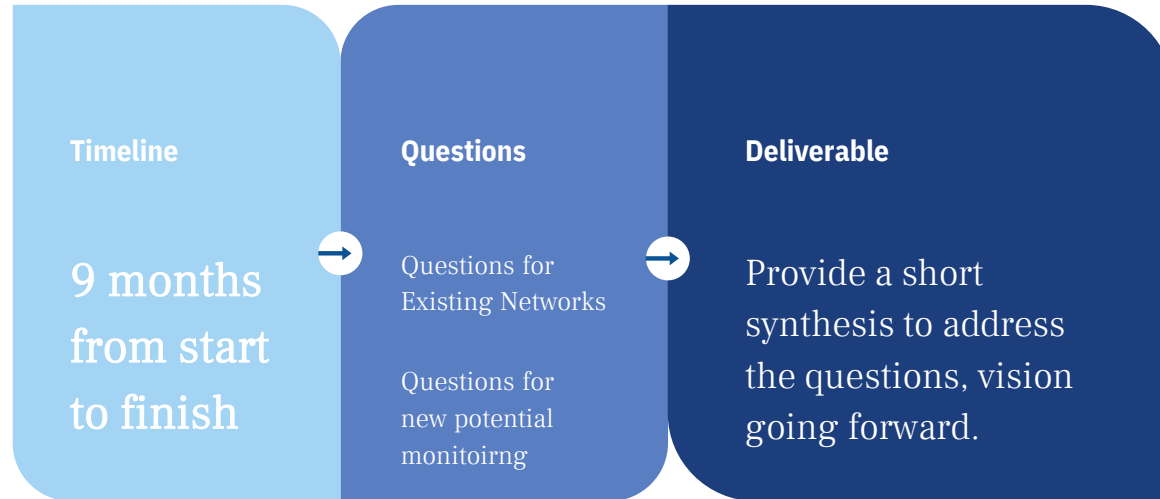 Timeline
9 months
from start
to finish
Questions
Questions for
Existing Networks
Questions for
new potential
monitoirng
Deliverable
Provide a short
synthesis to address
the questions, vision
going forward.